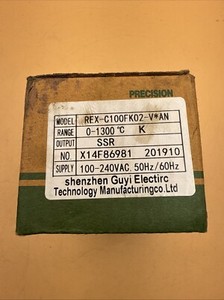 PRECISION
MODEL REX-C100FK02-V*AN
RANGE 0-1300 ℃ K
OUTPUT SSR
NO X14F86981 201910
SUPPLY 100-240VAC. 50Hz/60Hz
shenzhen Guyi Electirc
Technology Manufacturingco.Ltd